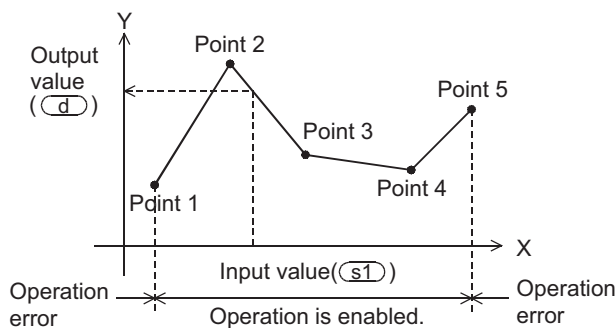 Y
Output
value
(d)
Point 2
Point 5
Point 3
Point 1
Point 4
X
Input value(s1)
Operation
error
Operation is enabled.
Operation
error